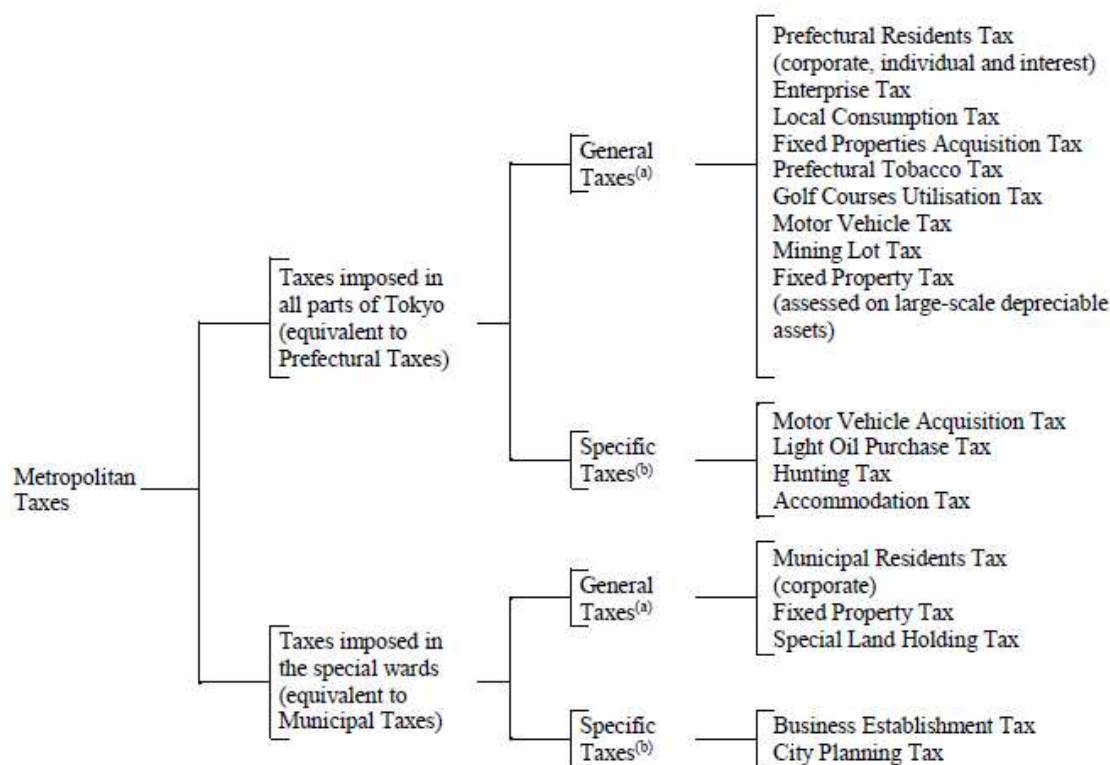 Metropolitan
Taxes
Taxes imposed in
all parts of Tokyo
(equivalent to
Prefectural Taxes)
General
Taxes(a)
Prefectural Residents Tax
(corporate, individual and interest)
Enterprise Tax
Local Consumption Tax
Fixed Properties Acquisition Tax
Prefectural Tobacco Tax
Golf Courses Utilisation Tax
Motor Vehicle Tax
Mining Lot Tax
Fixed Property Tax
(assessed on large-scale depreciable
assets)
Specific
Taxes(b)
Motor Vehicle Acquisition Tax
Light Oil Purchase Tax
Hunting Tax
Accommodation Tax
Taxes imposed in
the special wards
(equivalent to
Municipal Taxes)
General
Taxes(a)
Municipal Residents Tax
(corporate)
Fixed Property Tax
Special Land Holding Tax
Specific
Taxes(b)
Business Establishment Tax
City Planning Tax